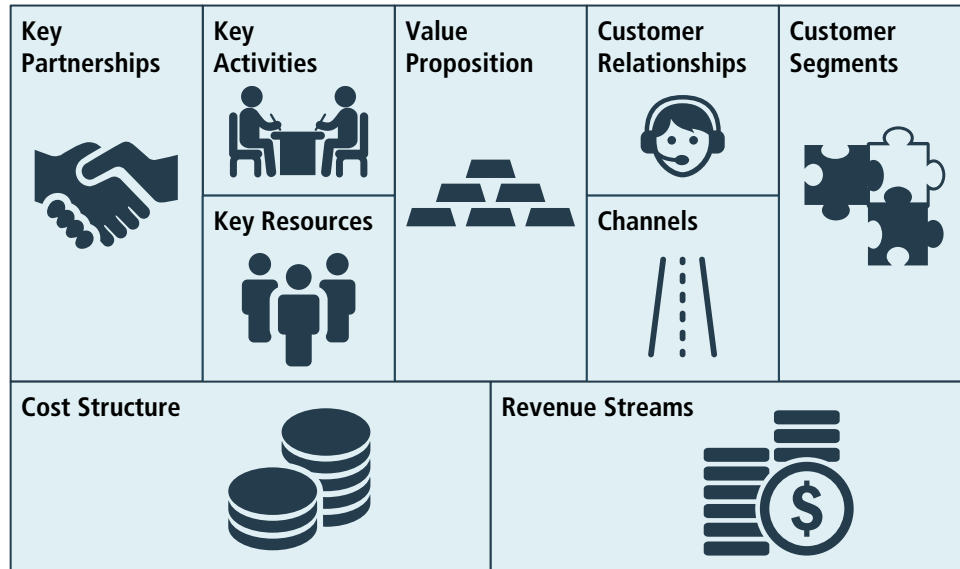 Key
Partnerships
Key
Activities
Key Resources
Value
Proposition
Customer
Relationships
Channels
Customer
Segments
Cost Structure
Revenue Streams
$